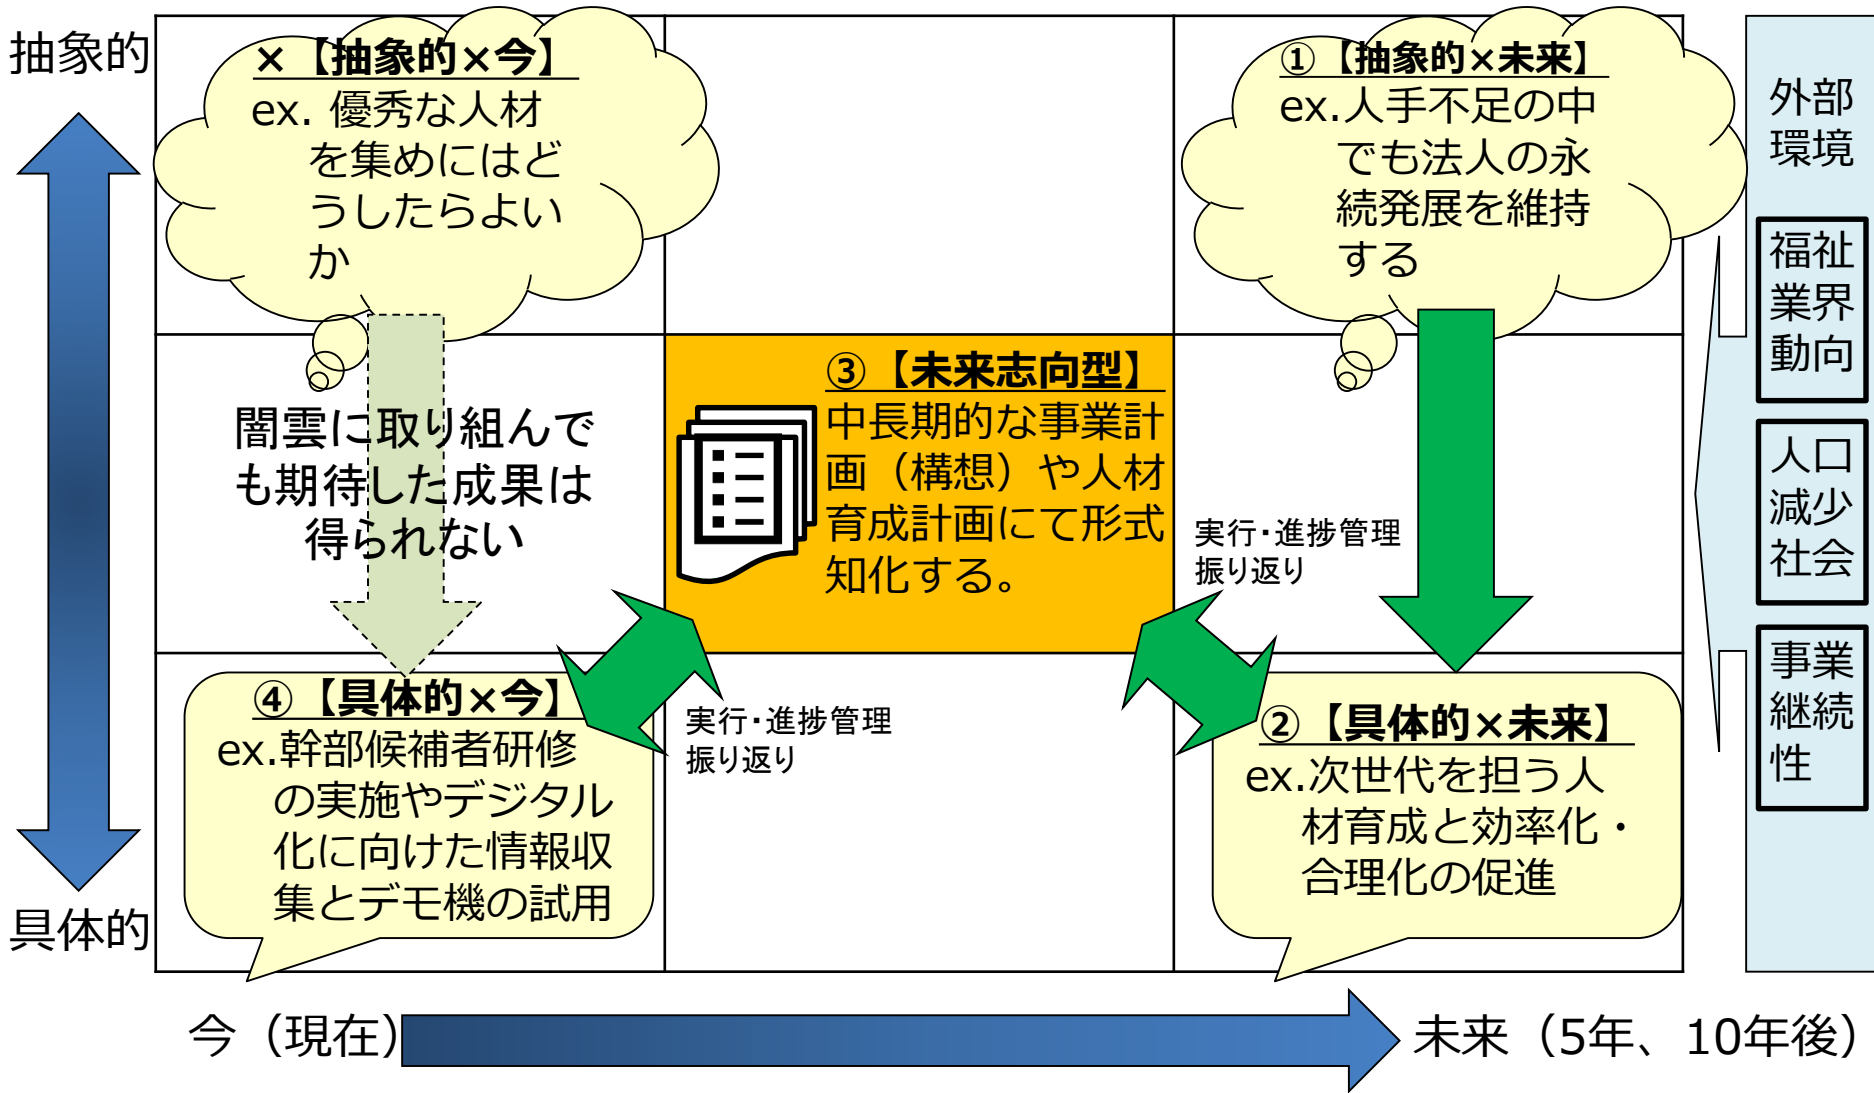 抽象的
×【抽象的×今】
ex. 優秀な人材
を集めにはど
うしたらよい
か
①【抽象的×未来】
ex.人手不足の中
でも法人の永
続発展を維持
する
外部
環境
福祉
業界
動向
人口
減少
社会
事業
継続
性
闇雲に取り組んで
も期待した成果は
得られない
③【未来志向型】
中長期的な事業計
画（構想）や人材
育成計画にて形式
知化する。
実行・進捗管理
振り返り
④【具体的×今】
ex.幹部候補者研修
の実施やデジタル
化に向けた情報収
集とデモ機の試用
実行・進捗管理
振り返り
②【具体的×未来】
ex.次世代を担う人
材育成と効率化・
合理化の促進
具体的
今（現在）
未来（5年、10年後）